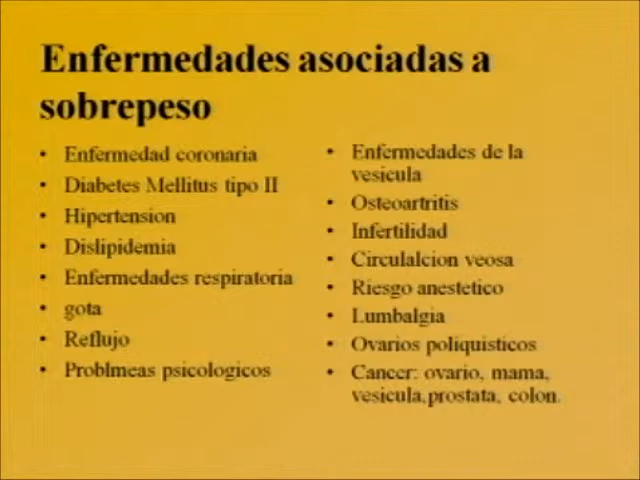 Enfermedades asociadas a
sobrepeso
• Enfermedad coronaria
• Diabetes Mellitus tipo II
• Hipertension
• Dislipidemia
• Enfermedades respiratoria
• gota
• Reflujo
• Problmeas psicologicos
• Enfermedades de la
vesicula
• Osteoartritis
• Infertilidad
• Circulalcion veosa
• Riesgo anestetico
• Lumbalgia
• Ovarios poliquisticos
• Cancer: ovario, mama,
vesicula,prostata, colon.